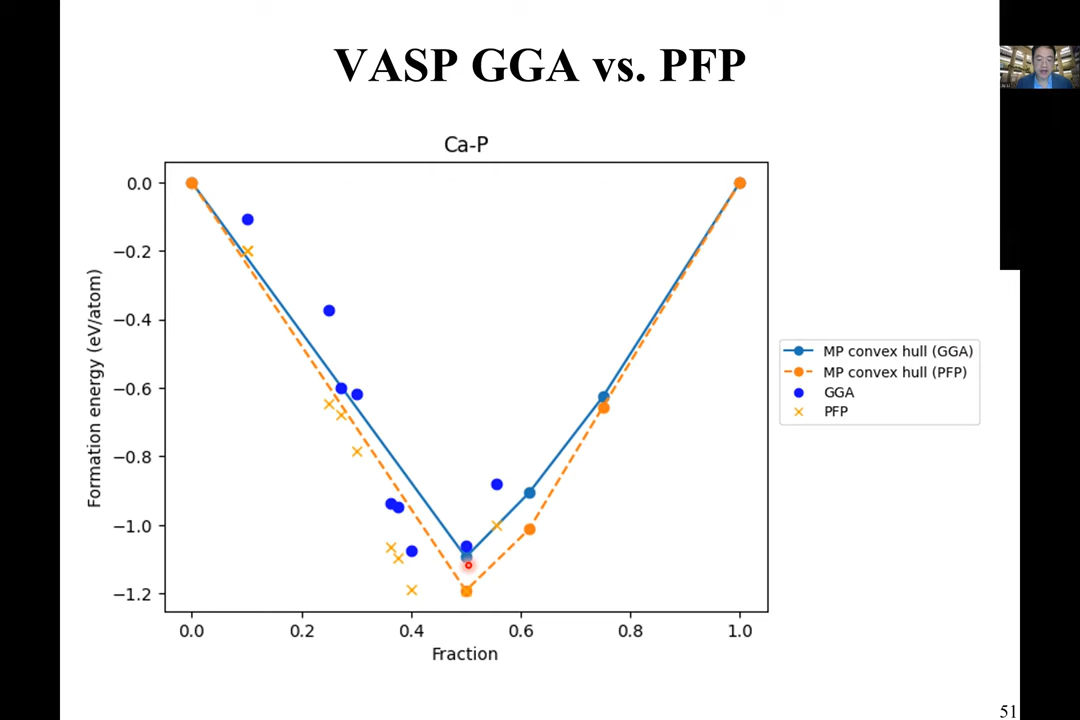 VASP GGA vs. PFP
Ca-P
Formation energy (eV/atom)
0.0
−0.2
−0.4
−0.6
−0.8
−1.0
−1.2
0.0 0.2 0.4 0.6 0.8 1.0
Fraction
MP convex hull (GGA)
MP convex hull (PFP)
GGA
PFP
51